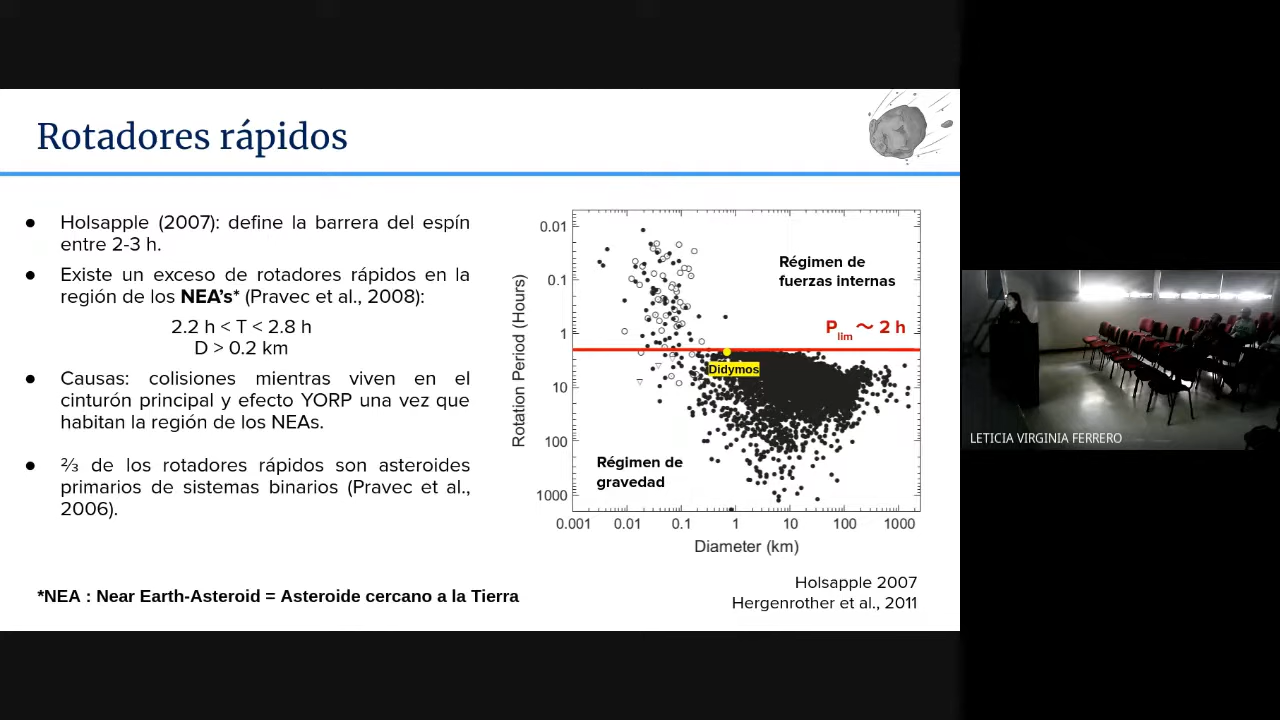 Rotadores rápidos
● Holsapple (2007): define la barrera del espín
entre 2-3 h.
● Existe un exceso de rotadores rápidos en la
región de los NEA's* (Pravec et al., 2008):
2.2 h < T < 2.8 h
D > 0.2 km
● Causas: colisiones mientras viven en el
cinturón principal y efecto YORP una vez que
habitan la región de los NEAs.
● ⅔ de los rotadores rápidos son asteroides
primarios de sistemas binarios (Pravec et al.,
2006).
*NEA : Near Earth-Asteroid = Asteroide cercano a la Tierra
Rotation Period (Hours)
0.01
0.1
1
10
100
1000
Régimen de
fuerzas internas
P_lim ~ 2 h
Didymos
Régimen de
gravedad
0.001 0.01 0.1 1 10 100 1000
Diameter (km)
Holsapple 2007
Hergenrother et al., 2011
LETICIA VIRGINIA FERRERO